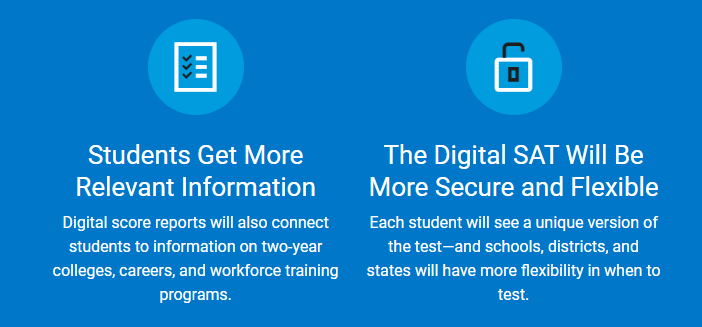 Students Get More
Relevant Information
Digital score reports will also connect
students to information on two-year
colleges, careers, and workforce training
programs.
The Digital SAT Will Be
More Secure and Flexible
Each student will see a unique version of
the test—and schools, districts, and
states will have more flexibility in when to
test.